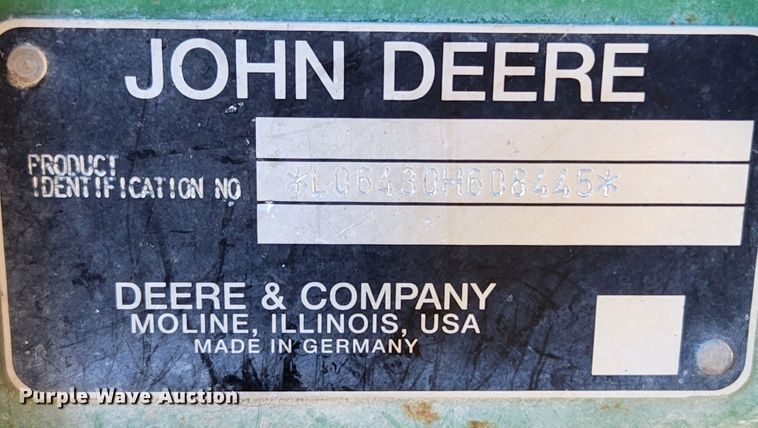 JOHN DEERE
PRODUCT
IDENTIFICATION NO
*L06430H608445*
DEERE & COMPANY
MOLINE, ILLINOIS, USA
MADE IN GERMANY
Purple Wave Auction